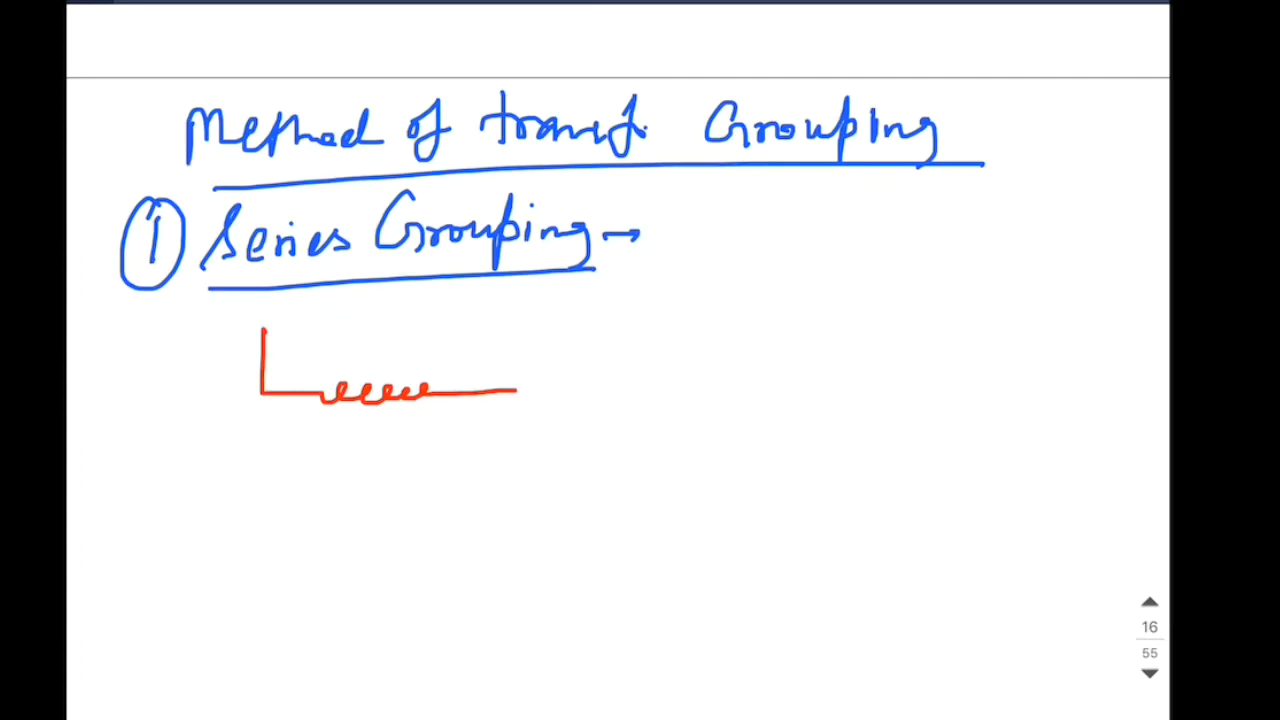 Method of transf. Grouping
① Series Grouping →
16
55